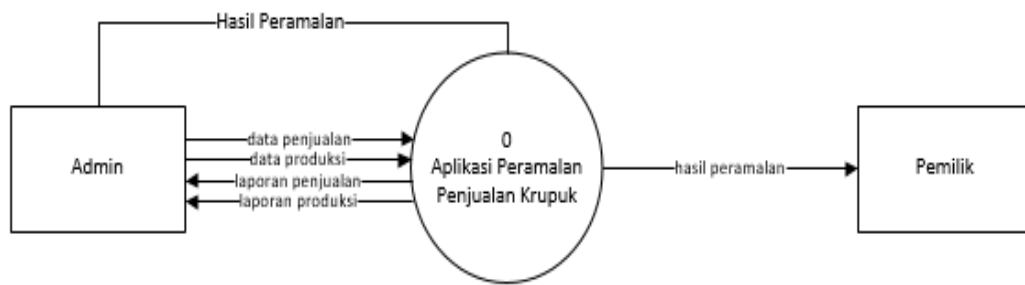 Hasil Peramalan
Admin
data penjualan
data produksi
laporan penjualan
laporan produksi
0
Aplikasi Peramalan
Penjualan Krupuk
hasil peramalan
Pemilik